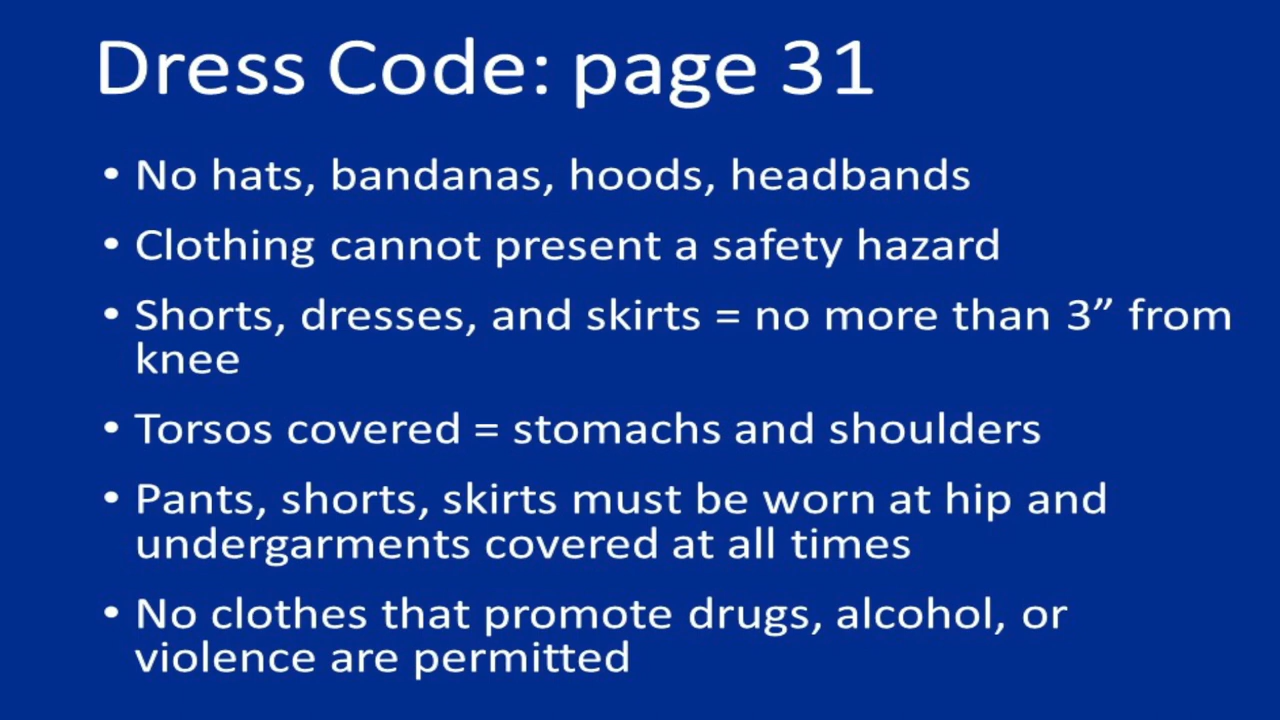 Dress Code: page 31
• No hats, bandanas, hoods, headbands
• Clothing cannot present a safety hazard
• Shorts, dresses, and skirts = no more than 3” from
knee
• Torsos covered = stomachs and shoulders
• Pants, shorts, skirts must be worn at hip and
undergarments covered at all times
• No clothes that promote drugs, alcohol, or
violence are permitted